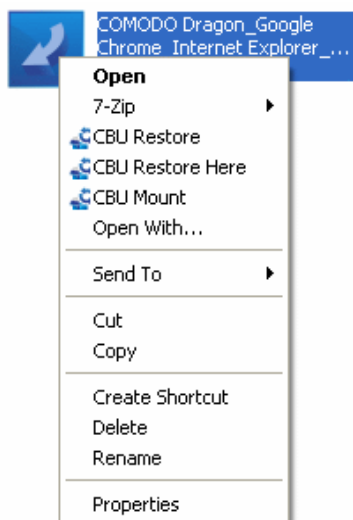 COMODO Dragon_Google
Chrome_Internet Explorer_...
Open
7-Zip
CBU Restore
CBU Restore Here
CBU Mount
Open With...
Send To
Cut
Copy
Create Shortcut
Delete
Rename
Properties